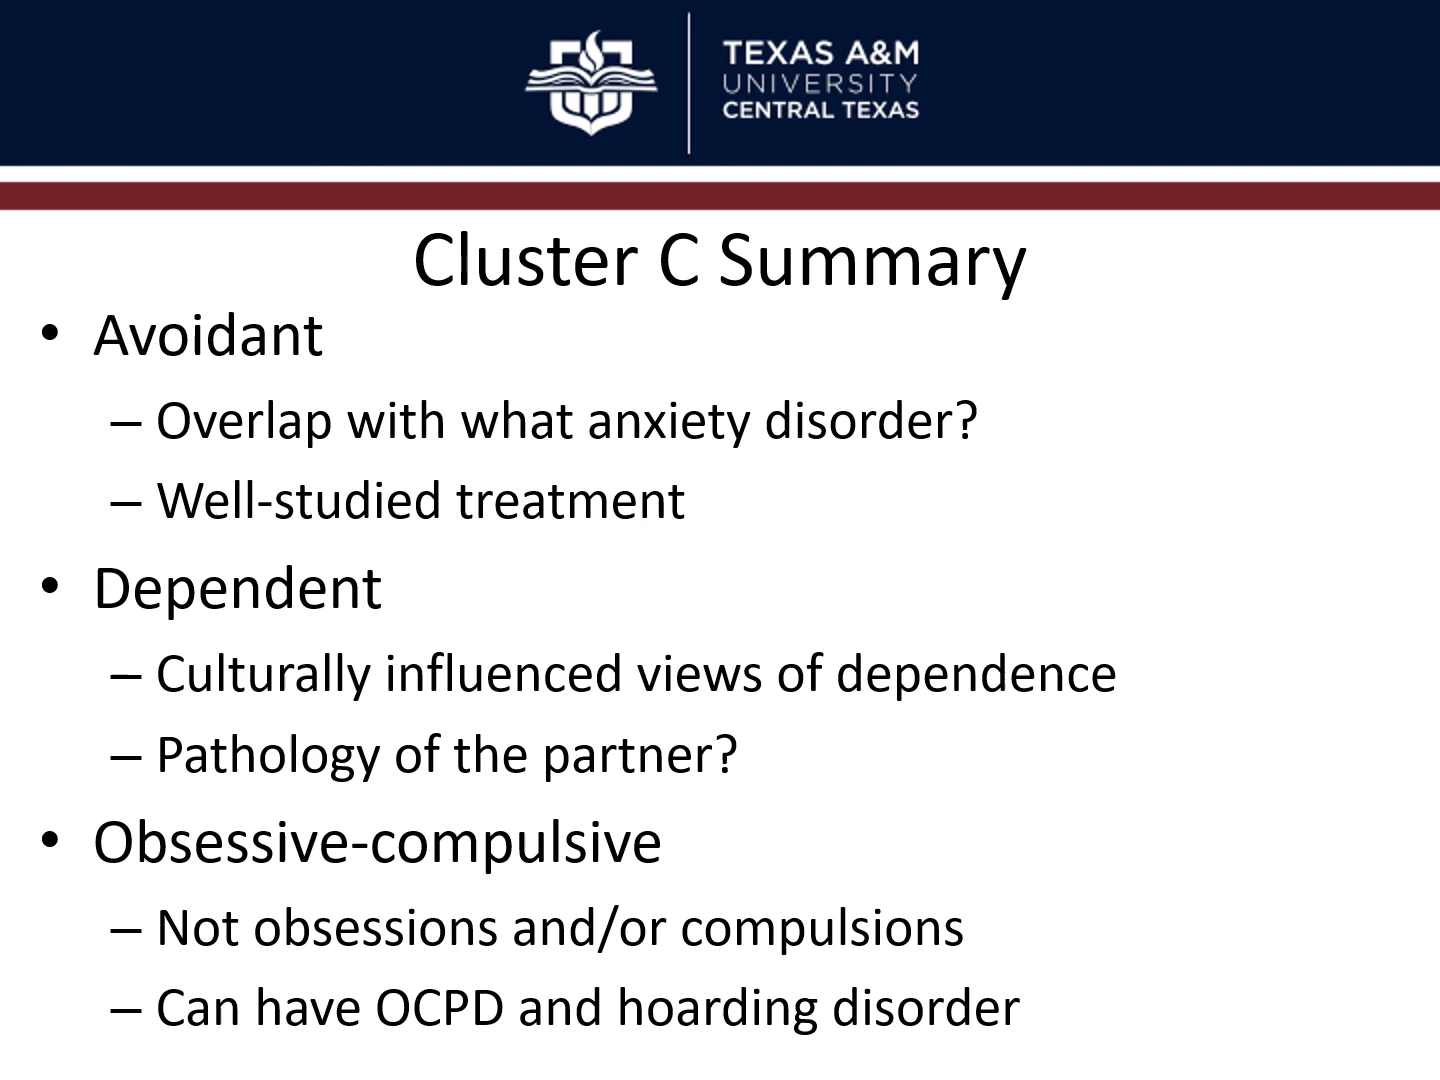 TEXAS A&M
UNIVERSITY
CENTRAL TEXAS
Cluster C Summary
• Avoidant
– Overlap with what anxiety disorder?
– Well-studied treatment
• Dependent
– Culturally influenced views of dependence
– Pathology of the partner?
• Obsessive-compulsive
– Not obsessions and/or compulsions
– Can have OCPD and hoarding disorder